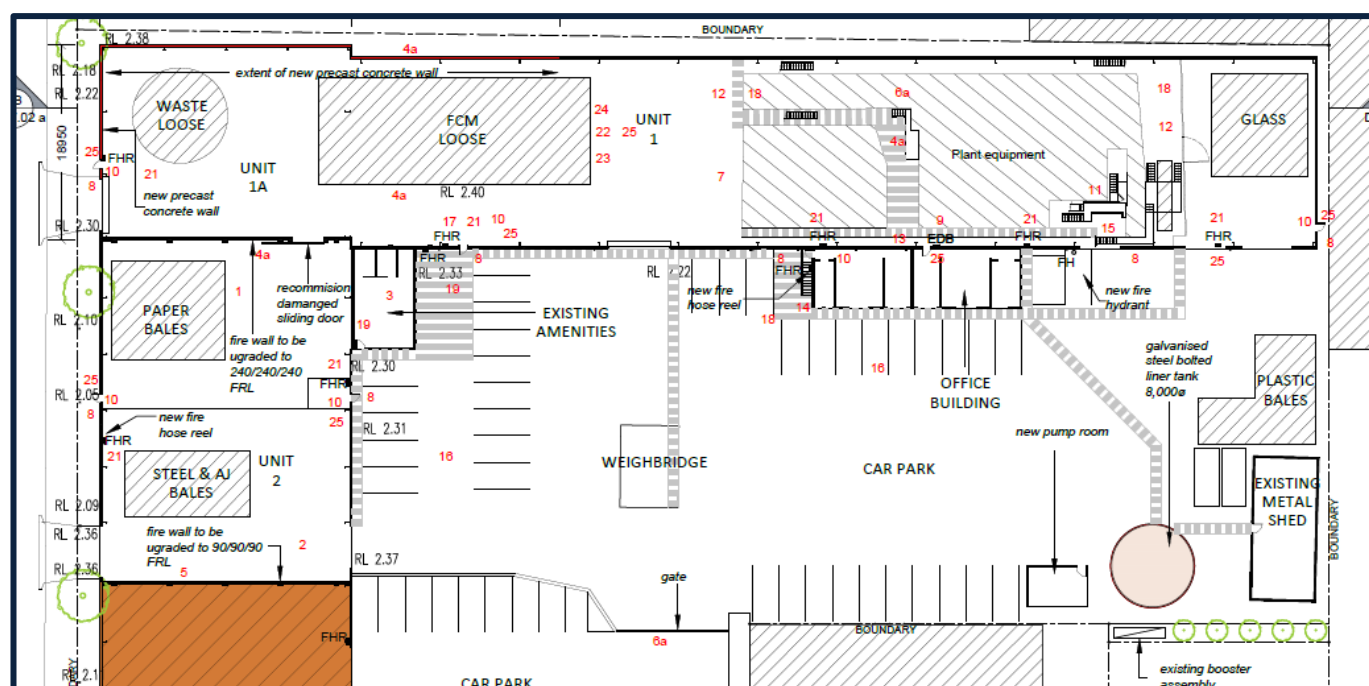 BOUNDARY
RL 2.38
4a
RL 2.18
extent of new precast concrete wall
RL 2.22
.02 a
18950
WASTE
LOOSE
FCM
LOOSE
24
22 25
23
UNIT
1
12
18
6a
4a
Plant equipment
18
12
GLASS
25
FHR
10
8
21
UNIT
1A
new precast
concrete wall
4a
RL 2.40
7
11
17
21
10
25
FHR
21
FHR
13
9
EDB
21
FHR
15
21
FHR
10
25
8
RL 2.30
4a
FHR
RL 2.33
8
19
3
19
RL 2.22
8
FHR
10
25
FH
8
25
new fire
hose reel
14
18
new fire
hydrant
1
recommision
damanged
sliding door
PAPER
BALES
RL 2.10
EXISTING
AMENITIES
fire wall to be
ugraded to
240/240/240
FRL
21
RL 2.30
FHR
10
8
25
16
OFFICE
BUILDING
galvanised
steel bolted
liner tank
8,000ø
PLASTIC
BALES
25
RL 2.05
10
8
new fire
hose reel
FHR
21
RL 2.31
new pump room
STEEL & AJ
BALES
UNIT
2
16
WEIGHBRIDGE
CAR PARK
EXISTING
METAL
SHED
RL 2.09
RL 2.36
RL 2.36
fire wall to be
ugraded to 90/90/90
FRL
2
5
RL 2.37
gate
BOUNDARY
FHR
6a
BOUNDARY
RL 2.1
CAR PARK
existing booster
assembly